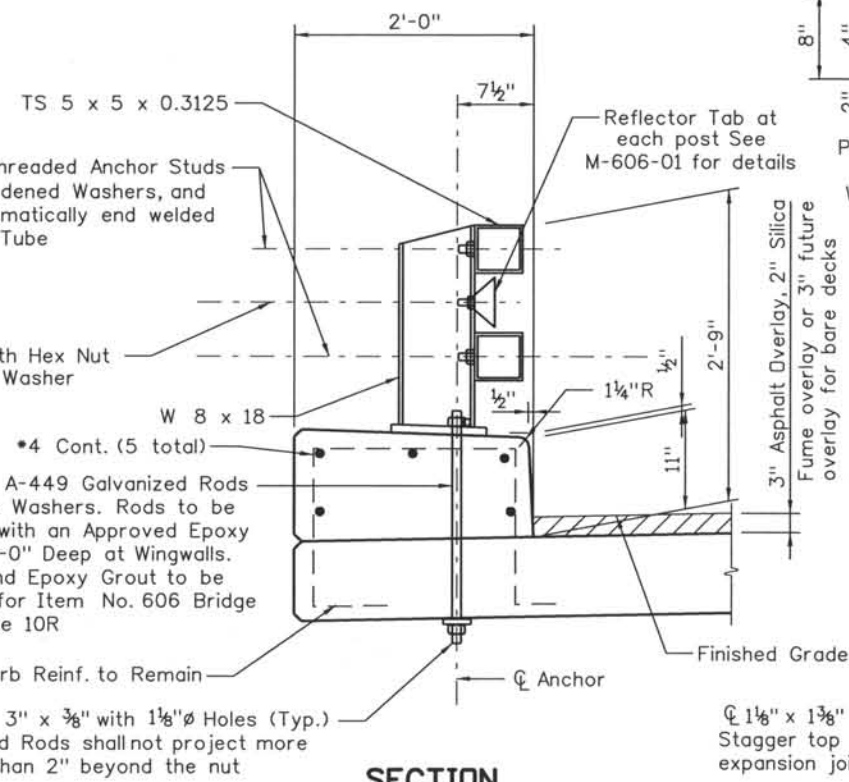 2'-0"
8"
4"
7½"
TS 5 x 5 x 0.3125
Reflector Tab at
each post See
M-606-01 for details
hreaded Anchor Studs
dened Washers, and
matically end welded
Tube
3" Asphalt Overlay, 2" Silica
Fume overlay or 3" future
overlay for bare decks
2'-9"
th Hex Nut
Washer
½"
½"
1¼"R
W 8 x 18
*4 Cont. (5 total)
11"
A-449 Galvanized Rods
Washers. Rods to be
with an Approved Epoxy
-0" Deep at Wingwalls.
nd Epoxy Grout to be
for Item No. 606 Bridge
e 10R
rb Reinf. to Remain
Finished Grade
℄ Anchor
3" x ⅜" with 1⅛"ø Holes (Typ.)
d Rods shall not project more
han 2" beyond the nut
℄ 1⅛" x 1⅜"
Stagger top
expansion joi
SECTION